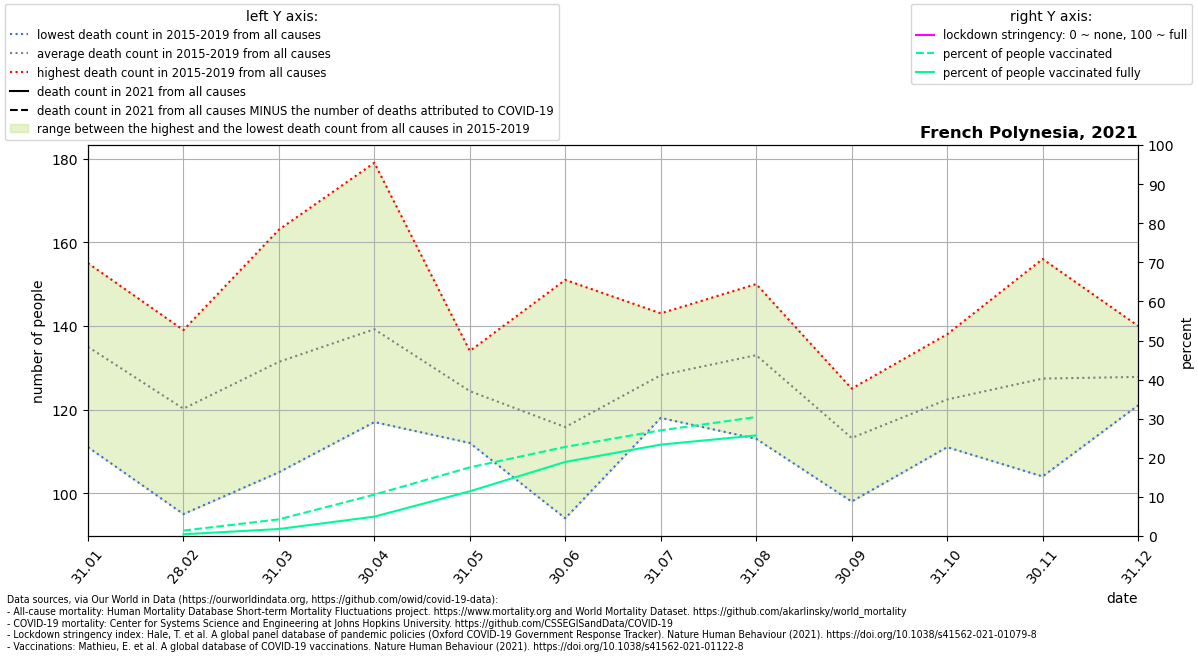 left Y axis:
lowest death count in 2015-2019 from all causes
average death count in 2015-2019 from all causes
highest death count in 2015-2019 from all causes
death count in 2021 from all causes
death count in 2021 from all causes MINUS the number of deaths attributed to COVID-19
range between the highest and the lowest death count from all causes in 2015-2019
right Y axis:
lockdown stringency: 0 ~ none, 100 ~ full
percent of people vaccinated
percent of people vaccinated fully
French Polynesia, 2021
number of people
180
160
140
120
100
percent
100
90
80
70
60
50
40
30
20
10
0
31.01
28.02
31.03
30.04
31.05
30.06
31.07
31.08
30.09
31.10
30.11
31.12
date
Data sources, via Our World in Data (https://ourworldindata.org, https://github.com/owid/covid-19-data):
- All-cause mortality: Human Mortality Database Short-term Mortality Fluctuations project. https://www.mortality.org and World Mortality Dataset. https://github.com/akarlinsky/world_mortality
- COVID-19 mortality: Center for Systems Science and Engineering at Johns Hopkins University. https://github.com/CSSEGISandData/COVID-19
- Lockdown stringency index: Hale, T. et al. A global panel database of pandemic policies (Oxford COVID-19 Government Response Tracker). Nature Human Behaviour (2021). https://doi.org/10.1038/s41562-021-01079-8
- Vaccinations: Mathieu, E. et al. A global database of COVID-19 vaccinations. Nature Human Behaviour (2021). https://doi.org/10.1038/s41562-021-01122-8